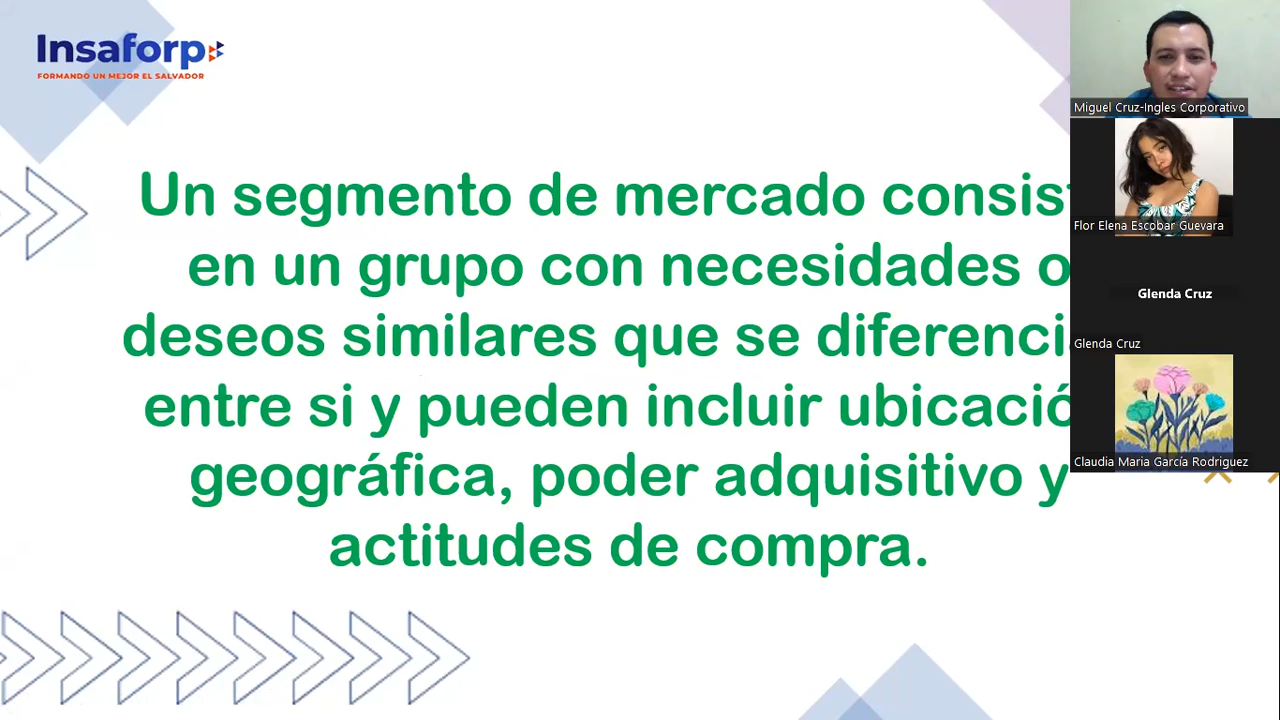 Insaforp
FORMANDO UN MEJOR EL SALVADOR
Un segmento de mercado consist
en un grupo con necesidades o
deseos similares que se diferenci
entre si y pueden incluir ubicació
geográfica, poder adquisitivo y
actitudes de compra.
Miguel Cruz-Ingles Corporativo
Flor Elena Escobar Guevara
Glenda Cruz
Glenda Cruz
Claudia Maria García Rodriguez